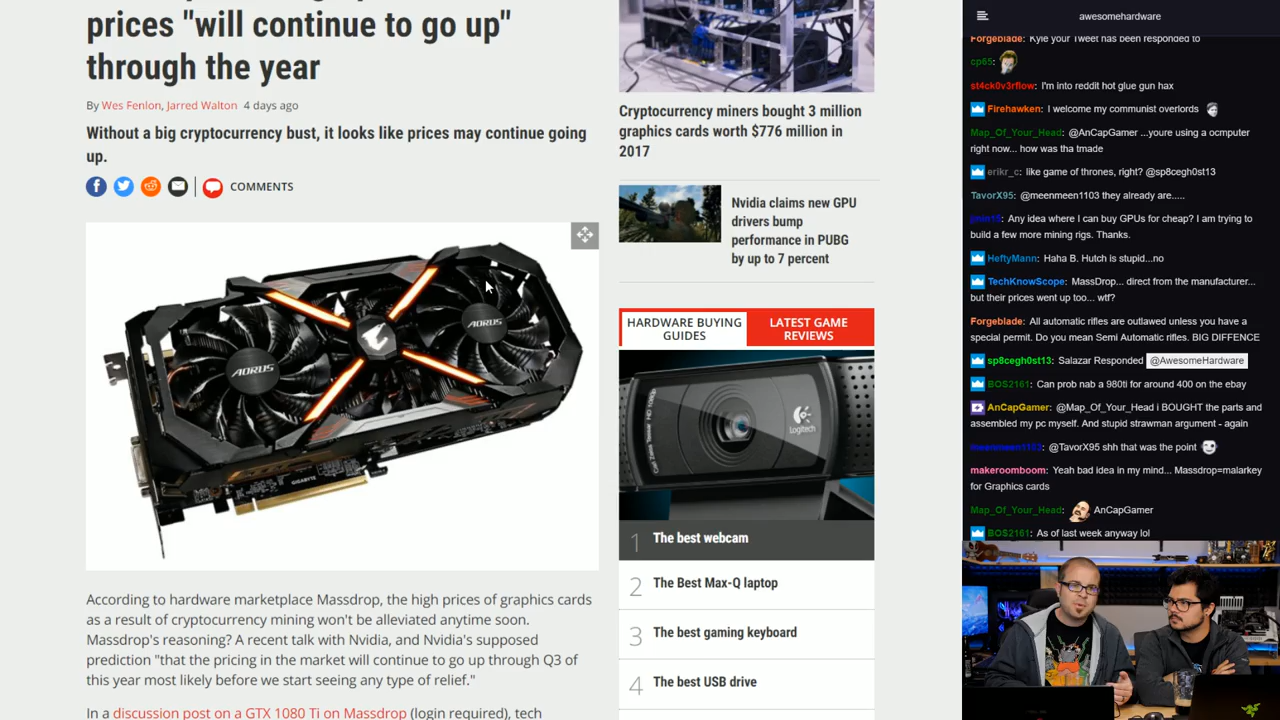 prices "will continue to go up"
through the year
By Wes Fenlon, Jarred Walton 4 days ago
Without a big cryptocurrency bust, it looks like prices may continue going
up.
COMMENTS
AORUS
AORUS
GIGABYTE
According to hardware marketplace Massdrop, the high prices of graphics cards
as a result of cryptocurrency mining won't be alleviated anytime soon.
Massdrop's reasoning? A recent talk with Nvidia, and Nvidia's supposed
prediction "that the pricing in the market will continue to go up through Q3 of
this year most likely before we start seeing any type of relief."
In a discussion post on a GTX 1080 Ti on Massdrop (login required), tech
Cryptocurrency miners bought 3 million
graphics cards worth $776 million in
2017
Nvidia claims new GPU
drivers bump
performance in PUBG
by up to 7 percent
HARDWARE BUYING
GUIDES
LATEST GAME
REVIEWS
logitech
HD 1080p
1 The best webcam
2 The Best Max-Q laptop
3 The best gaming keyboard
4 The best USB drive
awesomehardware
Forgeblade: Kyle your Tweet has been responded to
cp65:
st4ck0v3rflow: I'm into reddit hot glue gun hax
Firehawken: I welcome my communist overlords
Map_Of_Your_Head: @AnCapGamer ...youre using a ocmputer
right now... how was tha tmade
erikr_c: like game of thrones, right? @sp8cegh0st13
TavorX95: @meenmeen1103 they already are.....
Any idea where I can buy GPUs for cheap? I am trying to
build a few more mining rigs. Thanks.
HeftyMann: Haha B. Hutch is stupid...no
TechKnowScope: MassDrop... direct from the manufacturer...
but their prices went up too... wtf?
Forgeblade: All automatic rifles are outlawed unless you have a
special permit. Do you mean Semi Automatic rifles. BIG DIFFENCE
sp8cegh0st13: Salazar Responded @AwesomeHardware
BOS2161: Can prob nab a 980ti for around 400 on the ebay
AnCapGamer: @Map_Of_Your_Head i BOUGHT the parts and
assembled my pc myself. And stupid strawman argument - again
meenmeen1103: @TavorX95 shh that was the point
makeroomboom: Yeah bad idea in my mind... Massdrop=malarkey
for Graphics cards
Map_Of_Your_Head: AnCapGamer
BOS2161: As of last week anyway lol